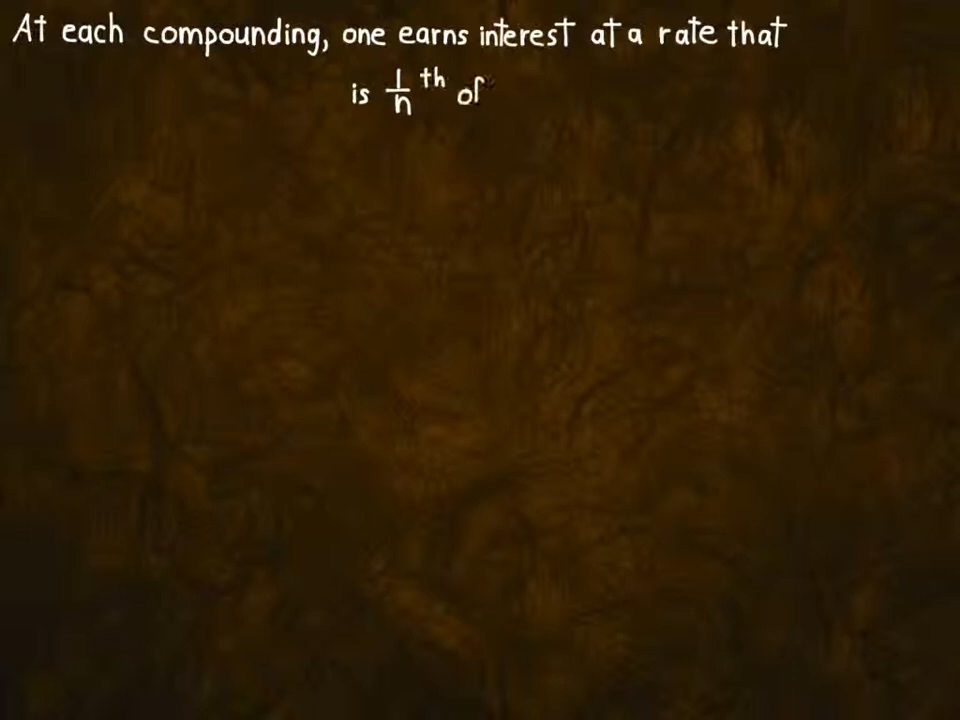 At each compounding, one earns interest at a rate that
is 1/n th of